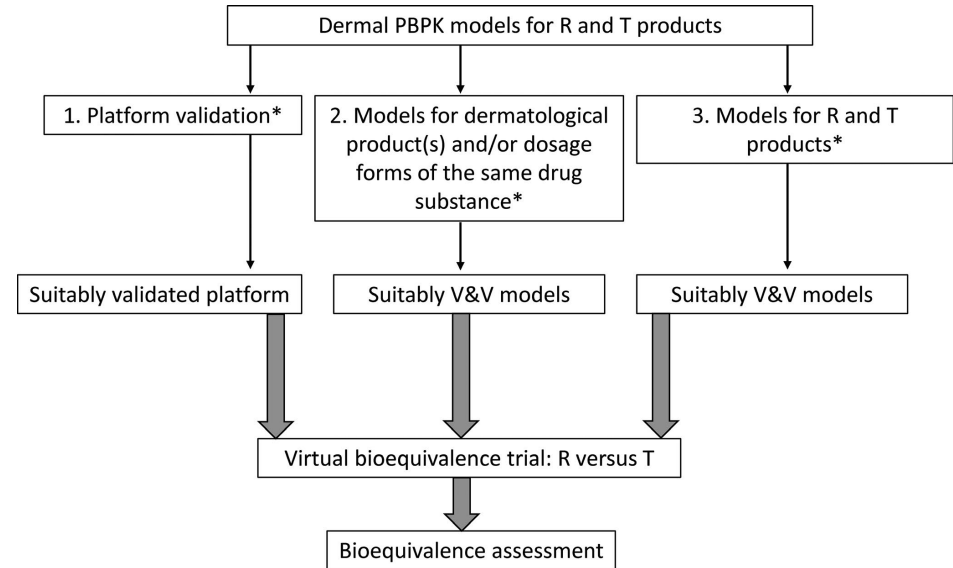 Dermal PBPK models for R and T products
1. Platform validation*
2. Models for dermatological
product(s) and/or dosage
forms of the same drug
substance*
3. Models for R and T
products*
Suitably validated platform
Suitably V&V models
Suitably V&V models
Virtual bioequivalence trial: R versus T
Bioequivalence assessment